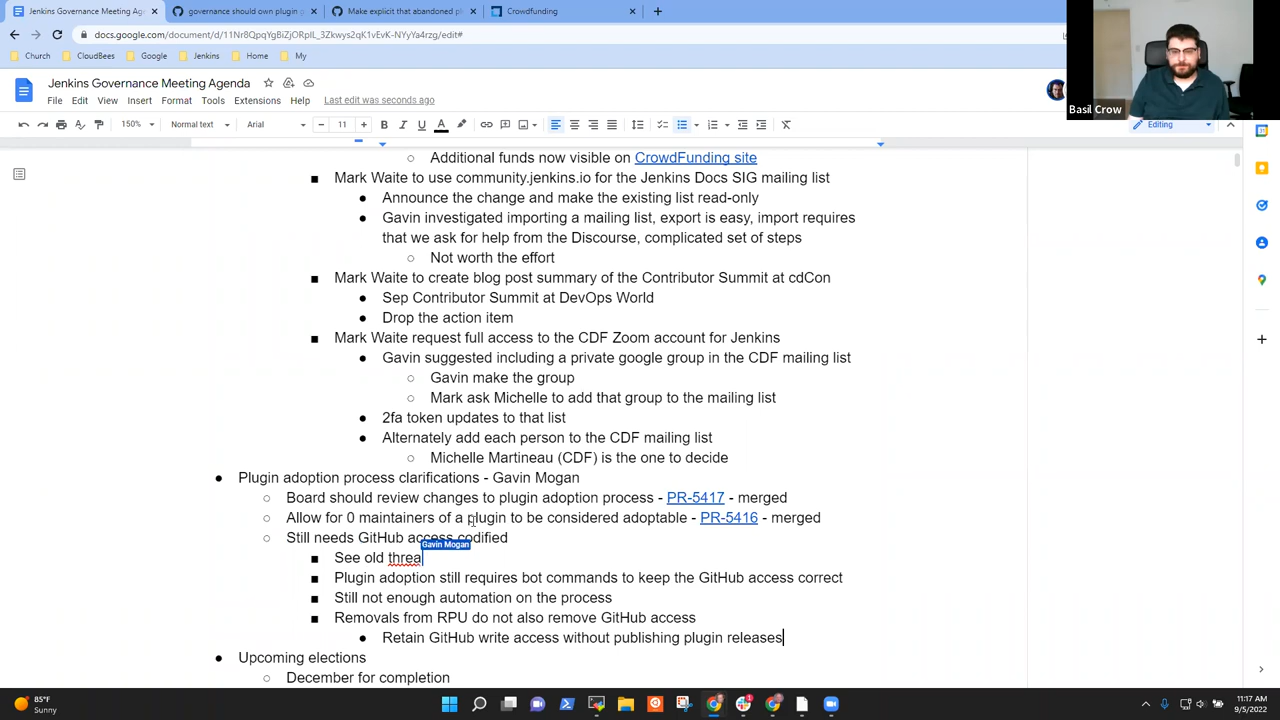 Jenkins Governance Meeting Agenda
governance should own plugin
Make explicit that abandoned pl
Crowdfunding
docs.google.com/document/d/11Nr8QpqYgBiZjORpIL_3Zkwys2qK1vEvK-NYyYa4rzg/edit#
Church
CloudBees
Google
Jenkins
Home
My
Jenkins Governance Meeting Agenda
File Edit View Insert Format Tools Extensions Help
Last edit was seconds ago
150%
Normal text
Arial
11
Editing
Basil Crow
Additional funds now visible on CrowdFunding site
Mark Waite to use community.jenkins.io for the Jenkins Docs SIG mailing list
Announce the change and make the existing list read-only
Gavin investigated importing a mailing list, export is easy, import requires
that we ask for help from the Discourse, complicated set of steps
Not worth the effort
Mark Waite to create blog post summary of the Contributor Summit at cdCon
Sep Contributor Summit at DevOps World
Drop the action item
Mark Waite request full access to the CDF Zoom account for Jenkins
Gavin suggested including a private google group in the CDF mailing list
Gavin make the group
Mark ask Michelle to add that group to the mailing list
2fa token updates to that list
Alternately add each person to the CDF mailing list
Michelle Martineau (CDF) is the one to decide
Plugin adoption process clarifications - Gavin Mogan
Board should review changes to plugin adoption process - PR-5417 - merged
Allow for 0 maintainers of a plugin to be considered adoptable - PR-5416 - merged
Still needs GitHub access codified
Gavin Mogan
See old threa
Plugin adoption still requires bot commands to keep the GitHub access correct
Still not enough automation on the process
Removals from RPU do not also remove GitHub access
Retain GitHub write access without publishing plugin releases
Upcoming elections
December for completion
85°F
Sunny
11:17 AM
9/5/2022